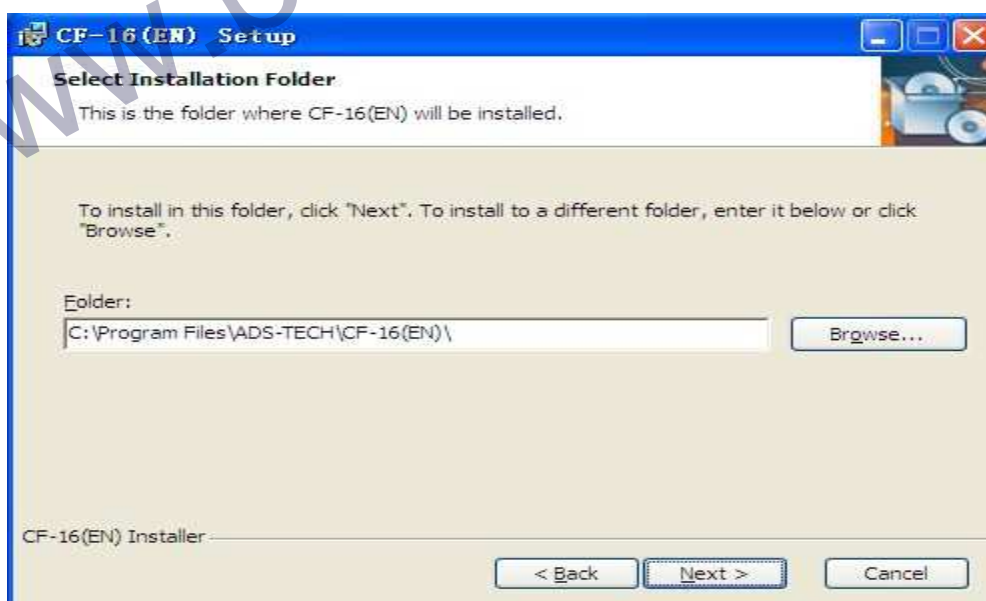 CF-16(EN) Setup
Select Installation Folder
This is the folder where CF-16(EN) will be installed.
To install in this folder, click "Next". To install to a different folder, enter it below or click
"Browse".
Folder:
C:\Program Files\ADS-TECH\CF-16(EN)\
Browse...
CF-16(EN) Installer
< Back
Next >
Cancel